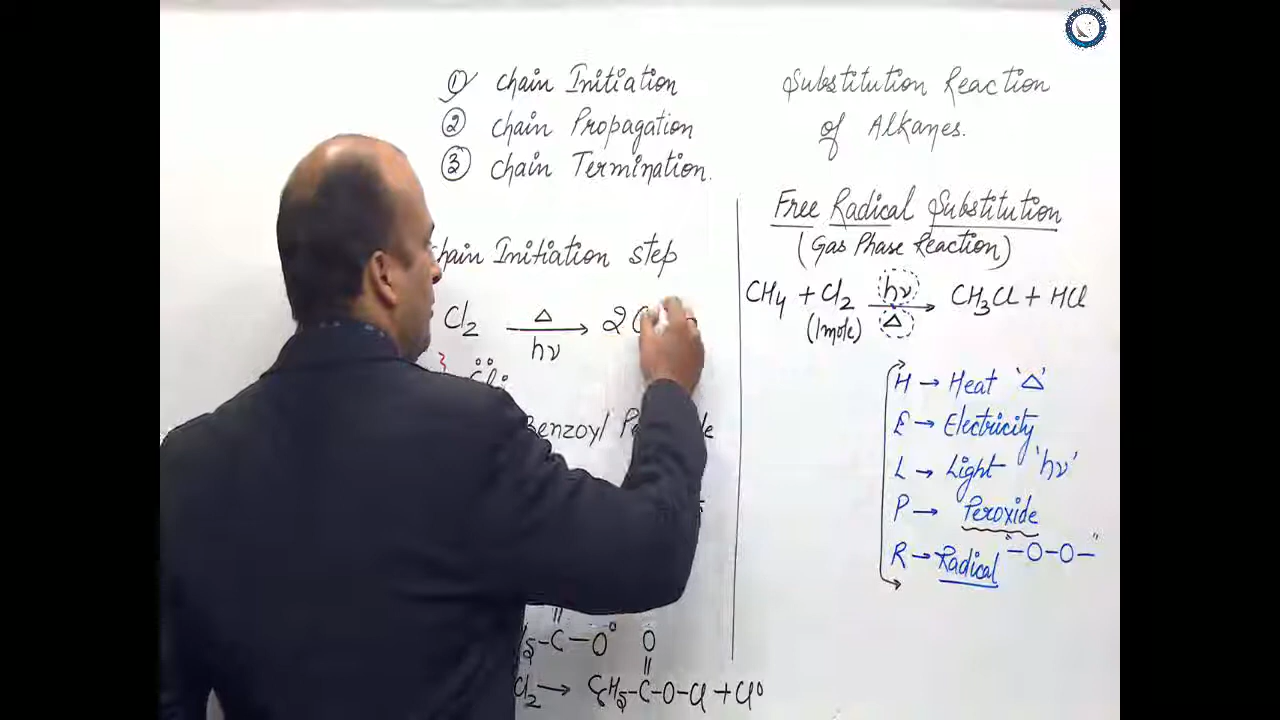 ① Chain Initiation
② Chain Propagation
③ Chain Termination.
Chain Initiation step
Cl2 Δ hν → 2
Cl
Benzoyl
C–O°
O
Cl2 → C6H5–C–O–Cl + Cl°
Substitution Reaction
of Alkanes.
Free Radical Substitution
(Gas Phase Reaction)
CH4 + Cl2 hν Δ → CH3Cl + HCl
(1mole)
H → Heat 'Δ'
E → Electricity
L → Light 'hν'
P → Peroxide
R → Radical "–O–O–"